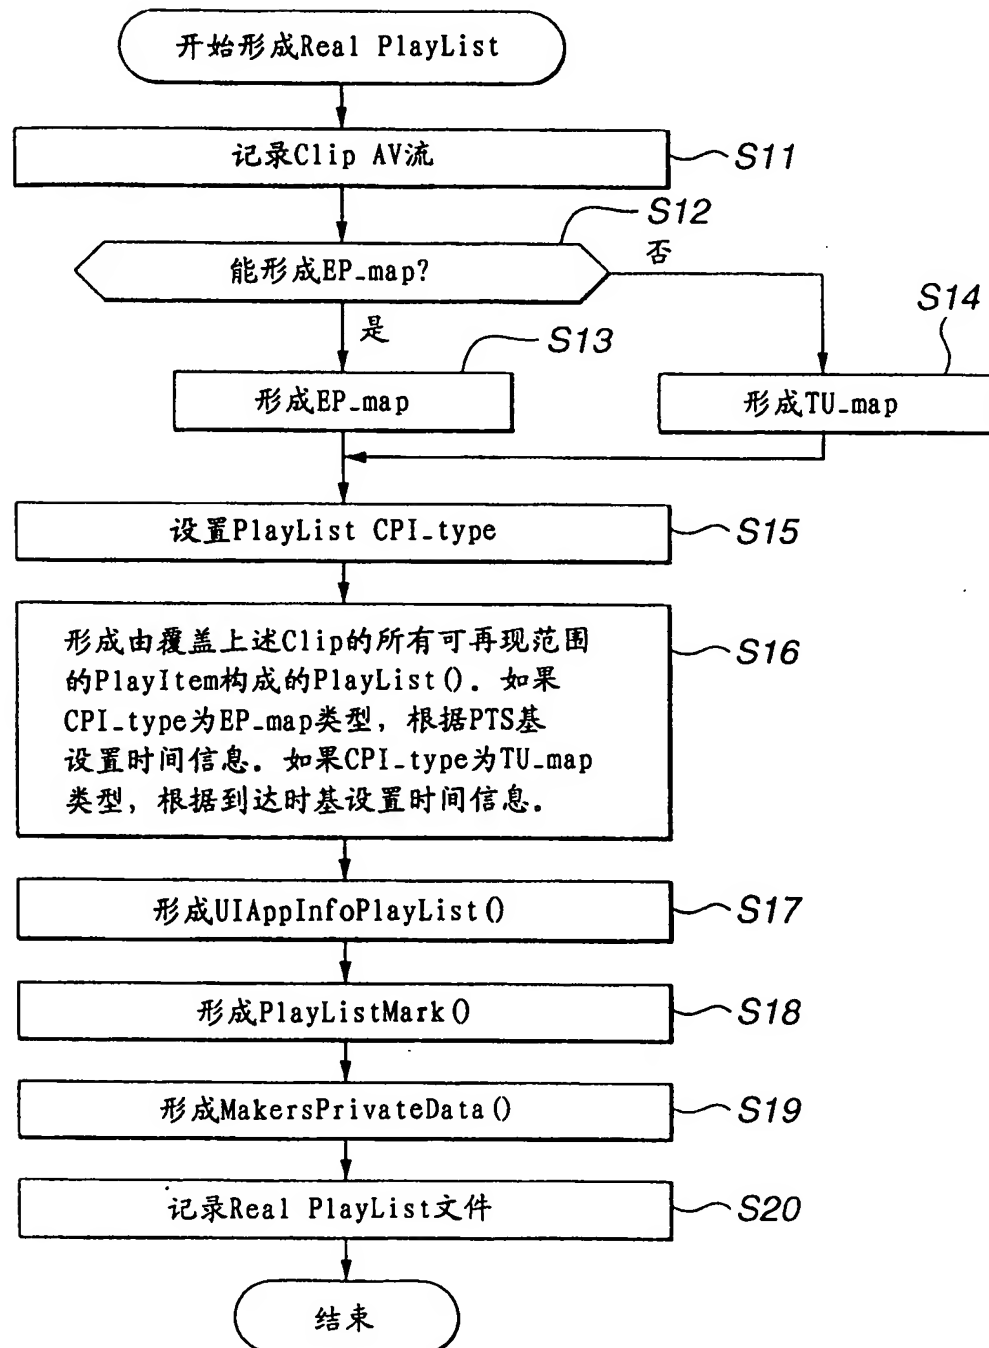 开始形成Real PlayList
记录Clip AV流
S11
S12
能形成EP_map?
否
是
S13
S14
形成EP_map
形成TU_map
设置PlayList CPI_type
S15
形成由覆盖上述Clip的所有可再现范围
的PlayItem构成的PlayList()。如果
CPI_type为EP_map类型，根据PTS基
设置时间信息。如果CPI_type为TU_map
类型，根据到达时基设置时间信息。
S16
形成UIAppInfoPlayList()
S17
形成PlayListMark()
S18
形成MakersPrivateData()
S19
记录Real PlayList文件
S20
结束